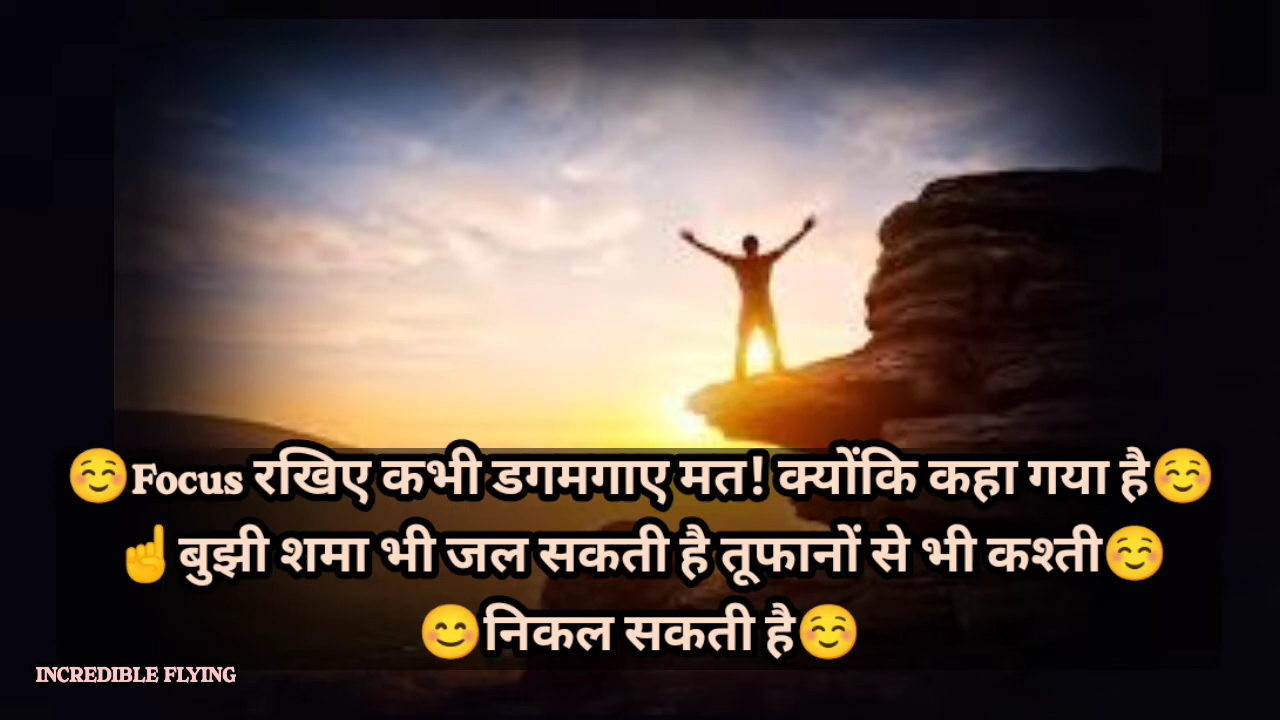 ☺️Focus रखिए कभी डगमगाए मत! क्योंकि कहा गया है☺️
☝️बुझी शमा भी जल सकती है तूफानों से भी कश्ती☺️
😊निकल सकती है☺️
INCREDIBLE FLYING